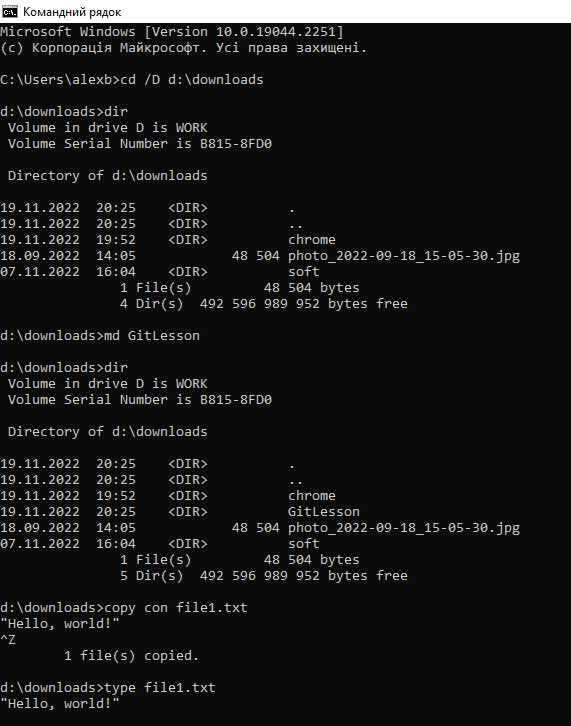 Командний рядок
Microsoft Windows [Version 10.0.19044.2251]
(c) Корпорація Майкрософт. Усі права захищені.
C:\Users\alexb>cd /D d:\downloads
d:\downloads>dir
 Volume in drive D is WORK
 Volume Serial Number is B815-8FD0
 Directory of d:\downloads
19.11.2022  20:25    <DIR>          .
19.11.2022  20:25    <DIR>          ..
19.11.2022  19:52    <DIR>          chrome
18.09.2022  14:05            48 504 photo_2022-09-18_15-05-30.jpg
07.11.2022  16:04    <DIR>          soft
               1 File(s)         48 504 bytes
               4 Dir(s)  492 596 989 952 bytes free
d:\downloads>md GitLesson
d:\downloads>dir
 Volume in drive D is WORK
 Volume Serial Number is B815-8FD0
 Directory of d:\downloads
19.11.2022  20:25    <DIR>          .
19.11.2022  20:25    <DIR>          ..
19.11.2022  19:52    <DIR>          chrome
19.11.2022  20:25    <DIR>          GitLesson
18.09.2022  14:05            48 504 photo_2022-09-18_15-05-30.jpg
07.11.2022  16:04    <DIR>          soft
               1 File(s)         48 504 bytes
               5 Dir(s)  492 596 989 952 bytes free
d:\downloads>copy con file1.txt
"Hello, world!"
^Z
        1 file(s) copied.
d:\downloads>type file1.txt
"Hello, world!"